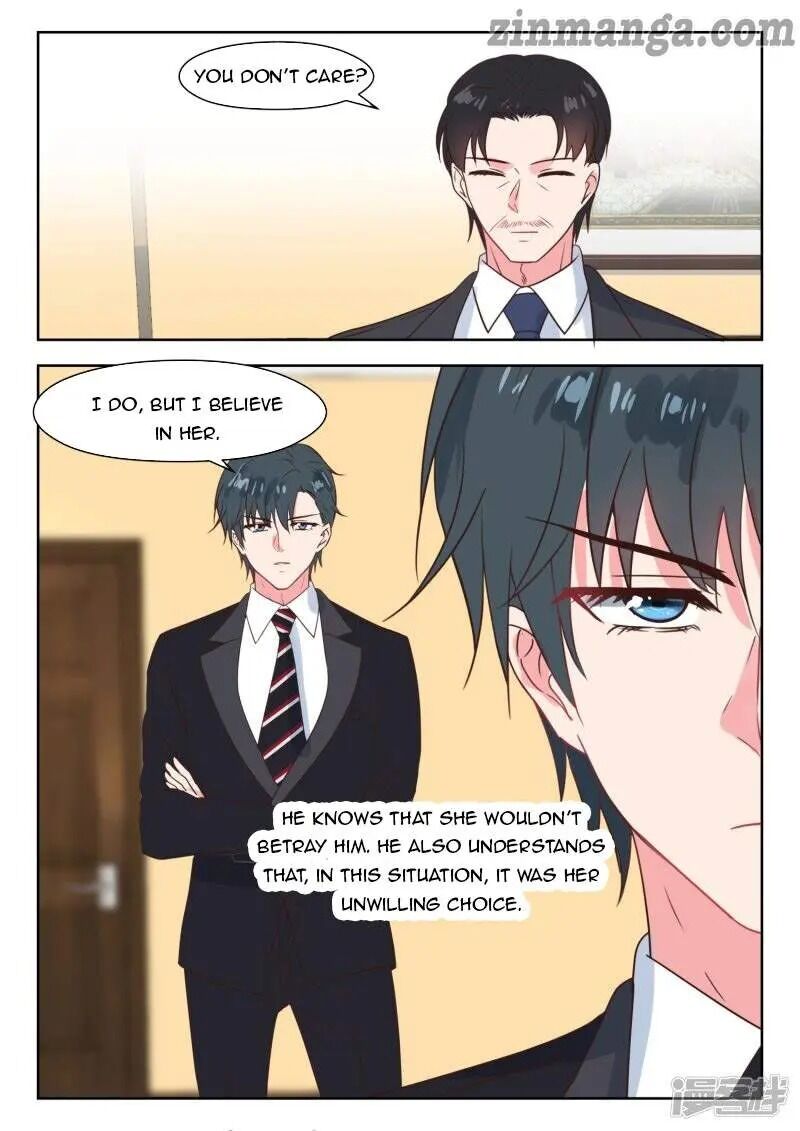 zinmanga.com
YOU DON'T CARE?
I DO, BUT I BELIEVE
IN HER.
HE KNOWS THAT SHE WOULDN'T
BETRAY HIM. HE ALSO UNDERSTANDS
THAT, IN THIS SITUATION, IT WAS HER
UNWILLING CHOICE.
漫客栈